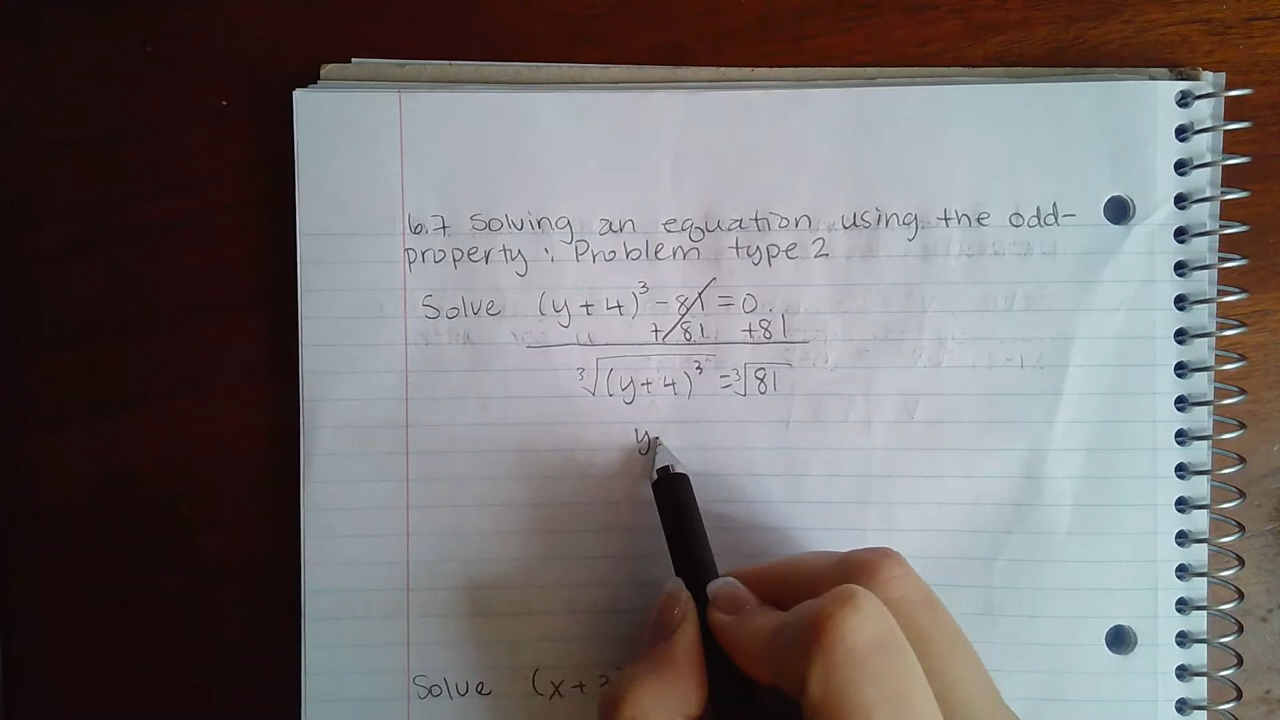 6.7 Solving an equation using the odd-
property: Problem type 2
Solve (y+4)³-81=0.
+81 +81
³√(y+4)³ = ³√81
y
Solve (x+